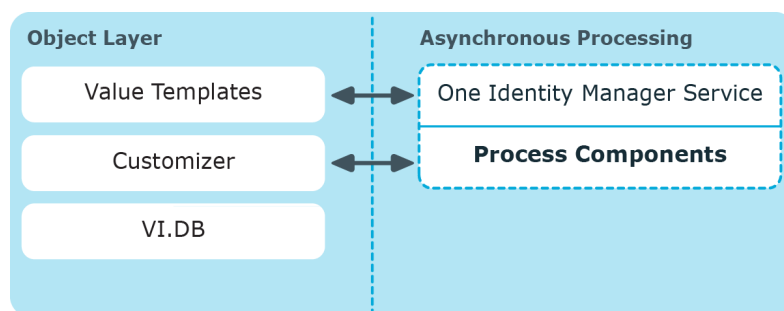 Object Layer
Value Templates
Customizer
VI.DB
Asynchronous Processing
One Identity Manager Service
Process Components